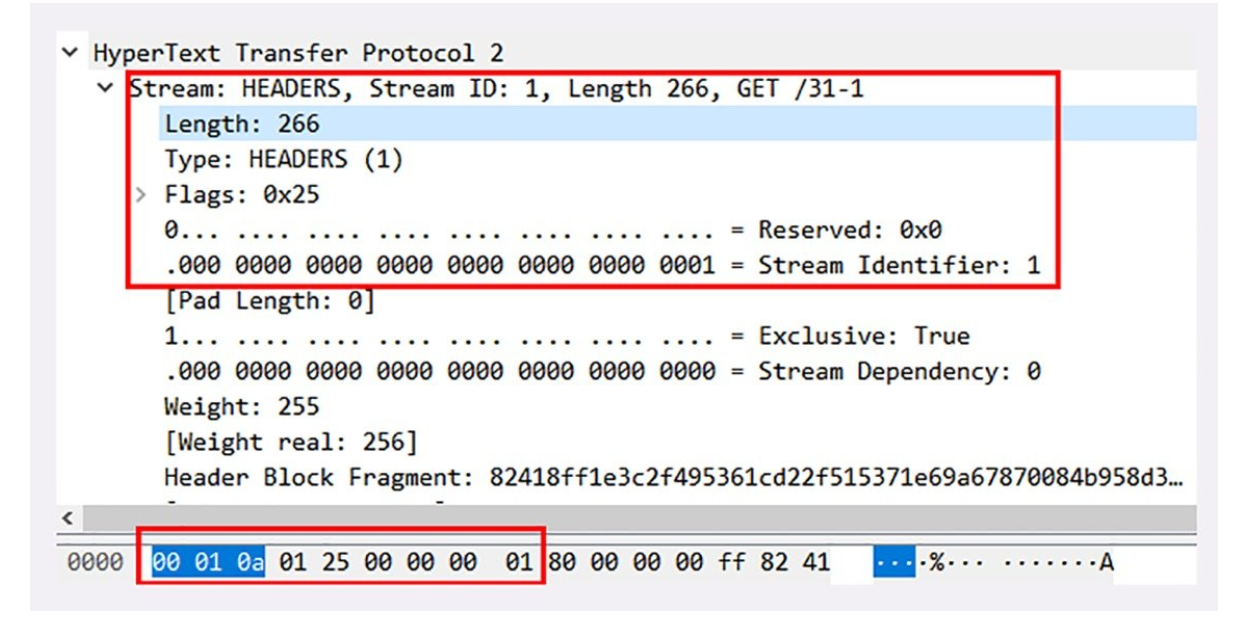 HyperText Transfer Protocol 2
Stream: HEADERS, Stream ID: 1, Length 266, GET /31-1
Length: 266
Type: HEADERS (1)
Flags: 0x25
0... .... .... .... .... .... .... .... = Reserved: 0x0
.000 0000 0000 0000 0000 0000 0000 0001 = Stream Identifier: 1
[Pad Length: 0]
1... .... .... .... .... .... .... .... = Exclusive: True
.000 0000 0000 0000 0000 0000 0000 0000 = Stream Dependency: 0
Weight: 255
[Weight real: 256]
Header Block Fragment: 82418ff1e3c2f495361cd22f515371e69a67870084b958d3…
0000 00 01 0a 01 25 00 00 00 01 80 00 00 00 ff 82 41 ····%··· ·······A